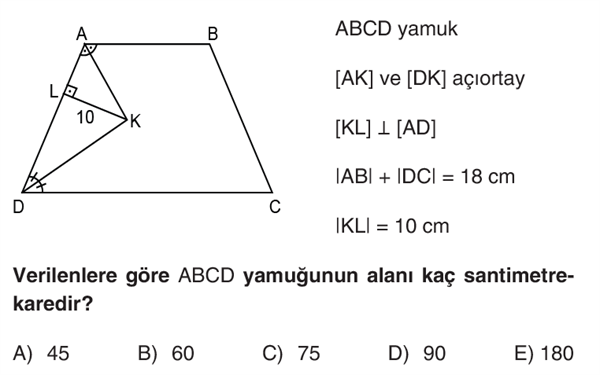 A
B
ABCD yamuk
[AK] ve [DK] açıortay
L
10
K
[KL] ⊥ [AD]
|AB| + |DC| = 18 cm
D
C
|KL| = 10 cm
Verilenlere göre ABCD yamuğunun alanı kaç santimetre-
karedir?
A) 45 B) 60 C) 75 D) 90 E) 180